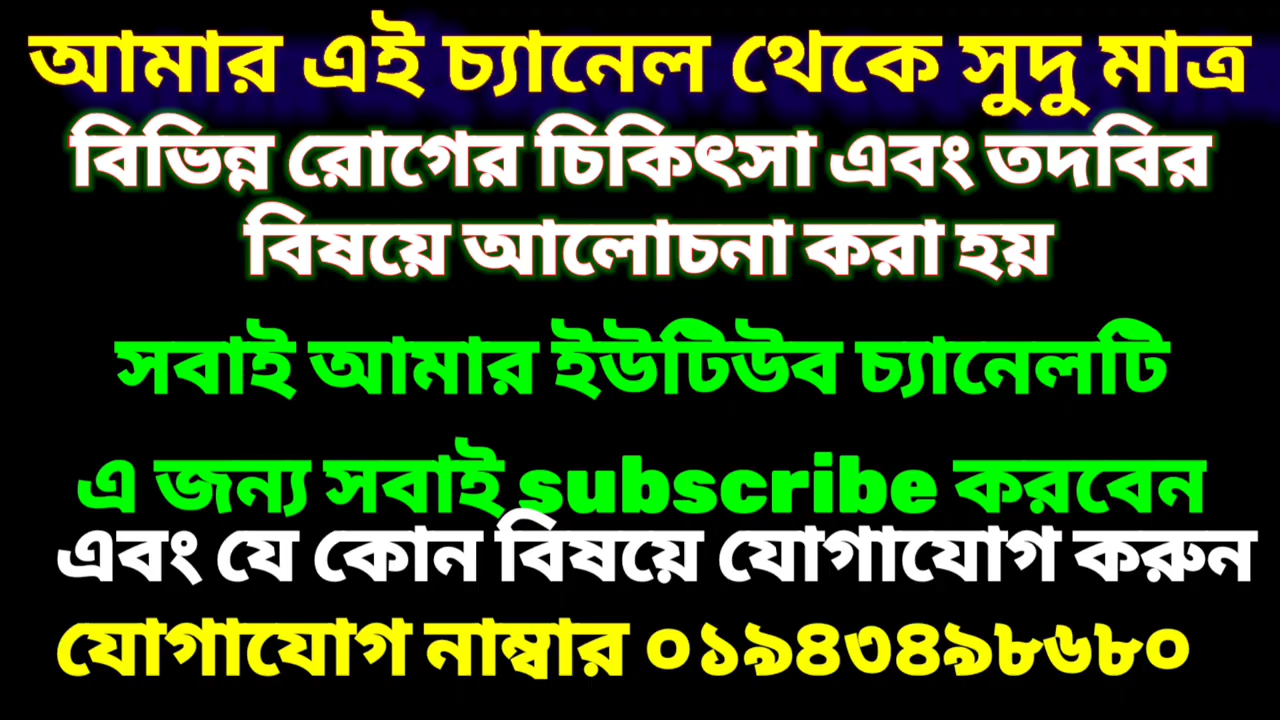 আমার এই চ্যানেল থেকে সুদু মাত্র
বিভিন্ন রোগের চিকিৎসা এবং তদবির
বিষয়ে আলোচনা করা হয়
সবাই আমার ইউটিউব চ্যানেলটি
এ জন্য সবাই subscribe করবেন
এবং যে কোন বিষয়ে যোগাযোগ করুন
যোগাযোগ নাম্বার ০১৯৪৩৪৯৮৬৮০